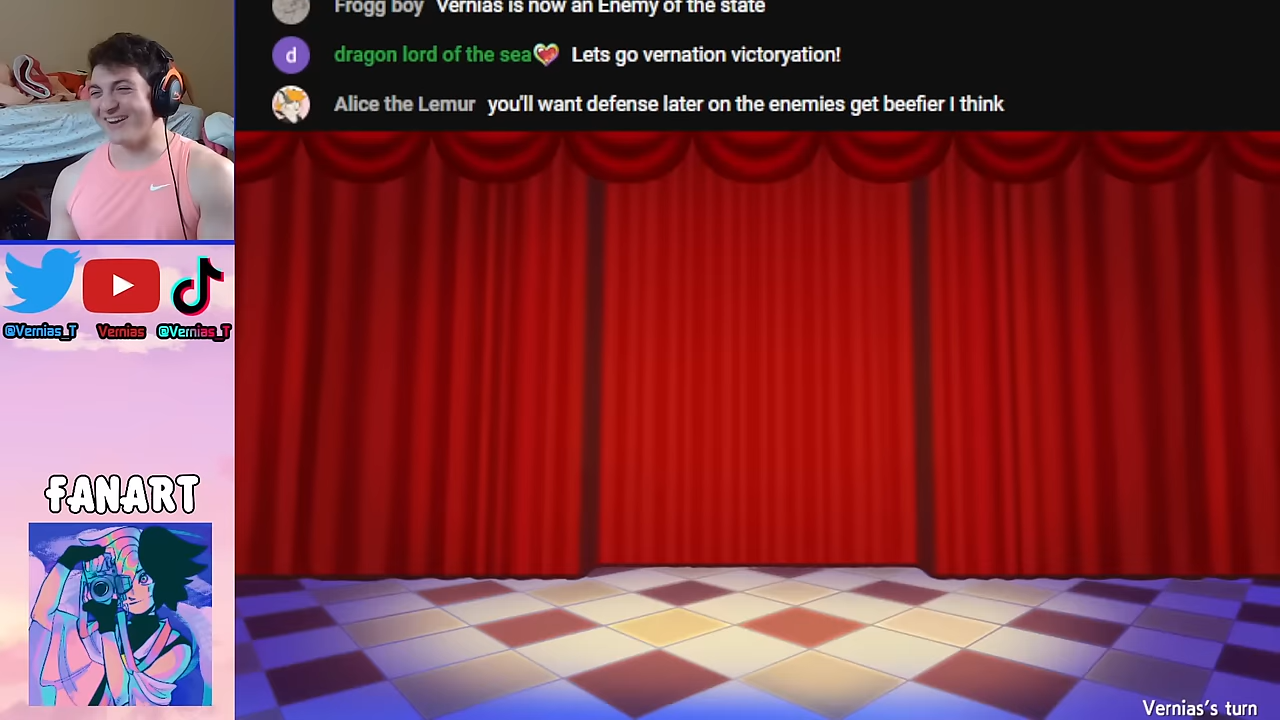 Frogg boy Vernias is now an Enemy of the state
d dragon lord of the sea Lets go vernation victoryation!
Alice the Lemur you'll want defense later on the enemies get beefier I think
@Vernias_T Vernias @Vernias_T
FANART
Vernias's turn